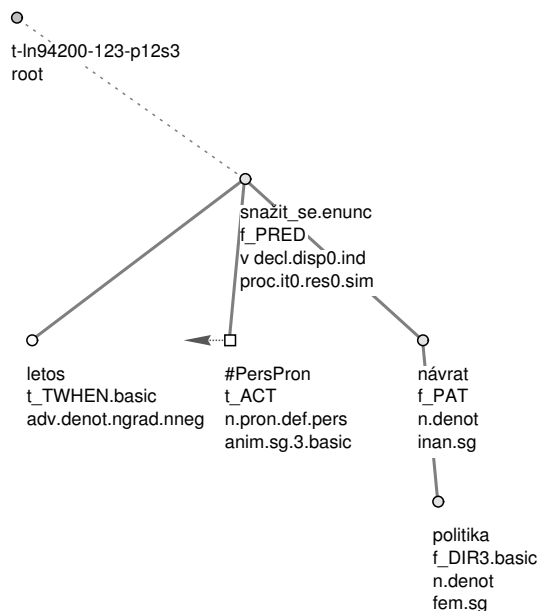 t-ln94200-123-p12s3
root
snažit_se.enunc
f_PRED
v decl.disp0.ind
proc.it0.res0.sim
letos
t_TWHEN.basic
adv.denot.ngrad.nneg
#PersPron
t_ACT
n.pron.def.pers
anim.sg.3.basic
návrat
f_PAT
n.denot
inan.sg
politika
f_DIR3.basic
n.denot
fem.sg